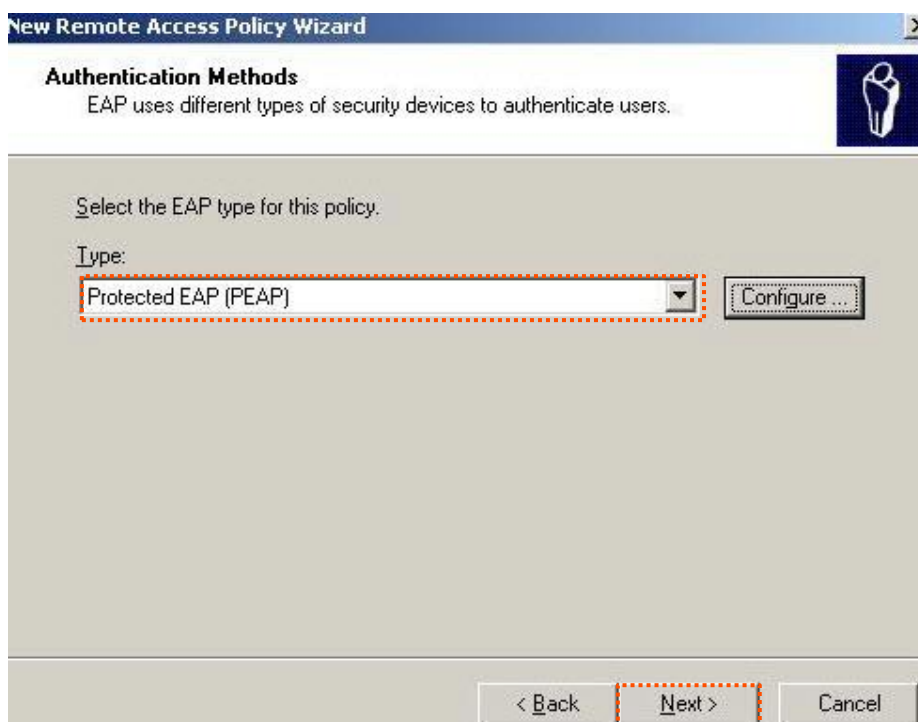 New Remote Access Policy Wizard
Authentication Methods
EAP uses different types of security devices to authenticate users.
Select the EAP type for this policy.
Type:
Protected EAP (PEAP)
Configure ...
< Back
Next >
Cancel